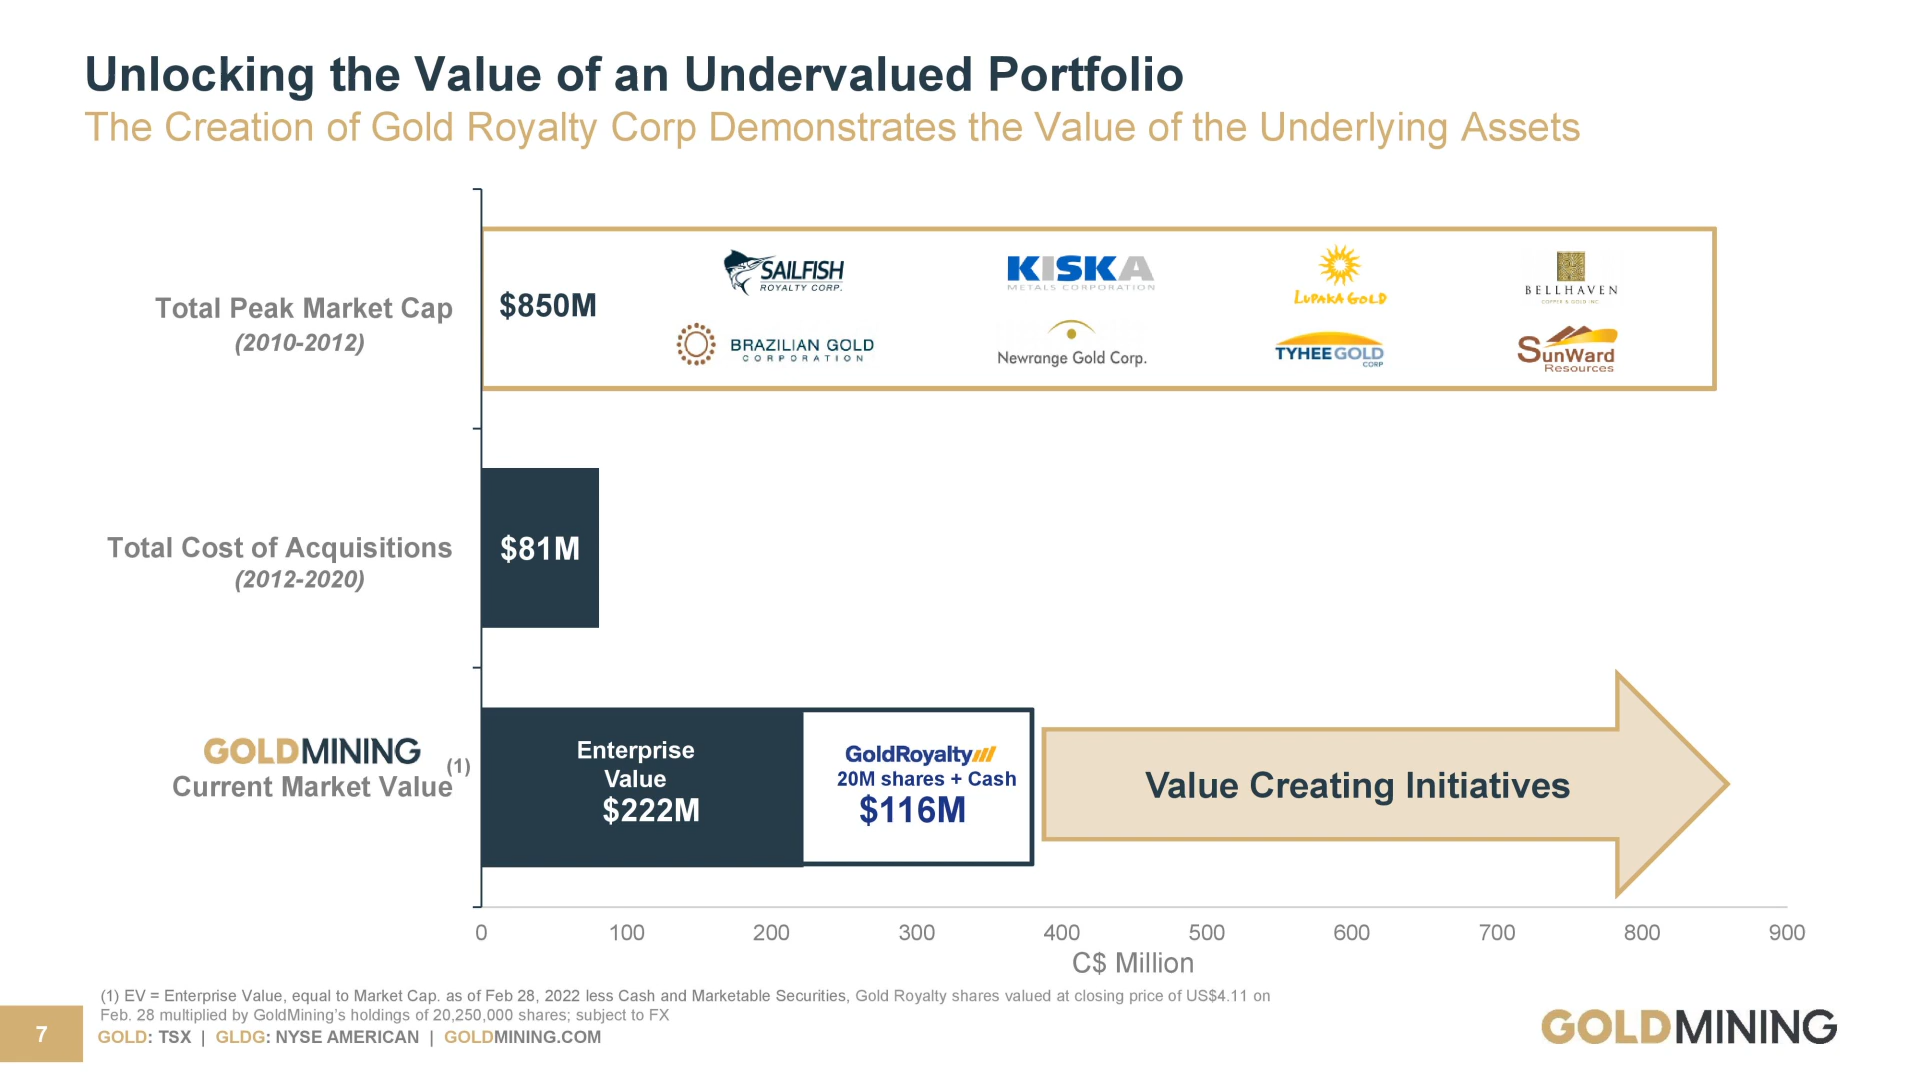 Unlocking the Value of an Undervalued Portfolio
The Creation of Gold Royalty Corp Demonstrates the Value of the Underlying Assets
Total Peak Market Cap
(2010-2012)
$850M
SAILFISH
ROYALTY CORP.
KISKA
METALS CORPORATION
LUPAKA GOLD
BELLHAVEN
COPPER & GOLD INC
BRAZILIAN GOLD
CORPORATION
Newrange Gold Corp.
TYHEE GOLD
CORP
SunWard
Resources
Total Cost of Acquisitions
(2012-2020)
$81M
GOLDMINING
Current Market Value (1)
Enterprise
Value
$222M
GoldRoyalty
20M shares + Cash
$116M
Value Creating Initiatives
0 100 200 300 400 500 600 700 800 900
C$ Million
(1) EV = Enterprise Value, equal to Market Cap. as of Feb 28, 2022 less Cash and Marketable Securities, Gold Royalty shares valued at closing price of US$4.11 on
Feb. 28 multiplied by GoldMining's holdings of 20,250,000 shares; subject to FX
7
GOLD: TSX | GLDG: NYSE AMERICAN | GOLDMINING.COM
GOLDMINING